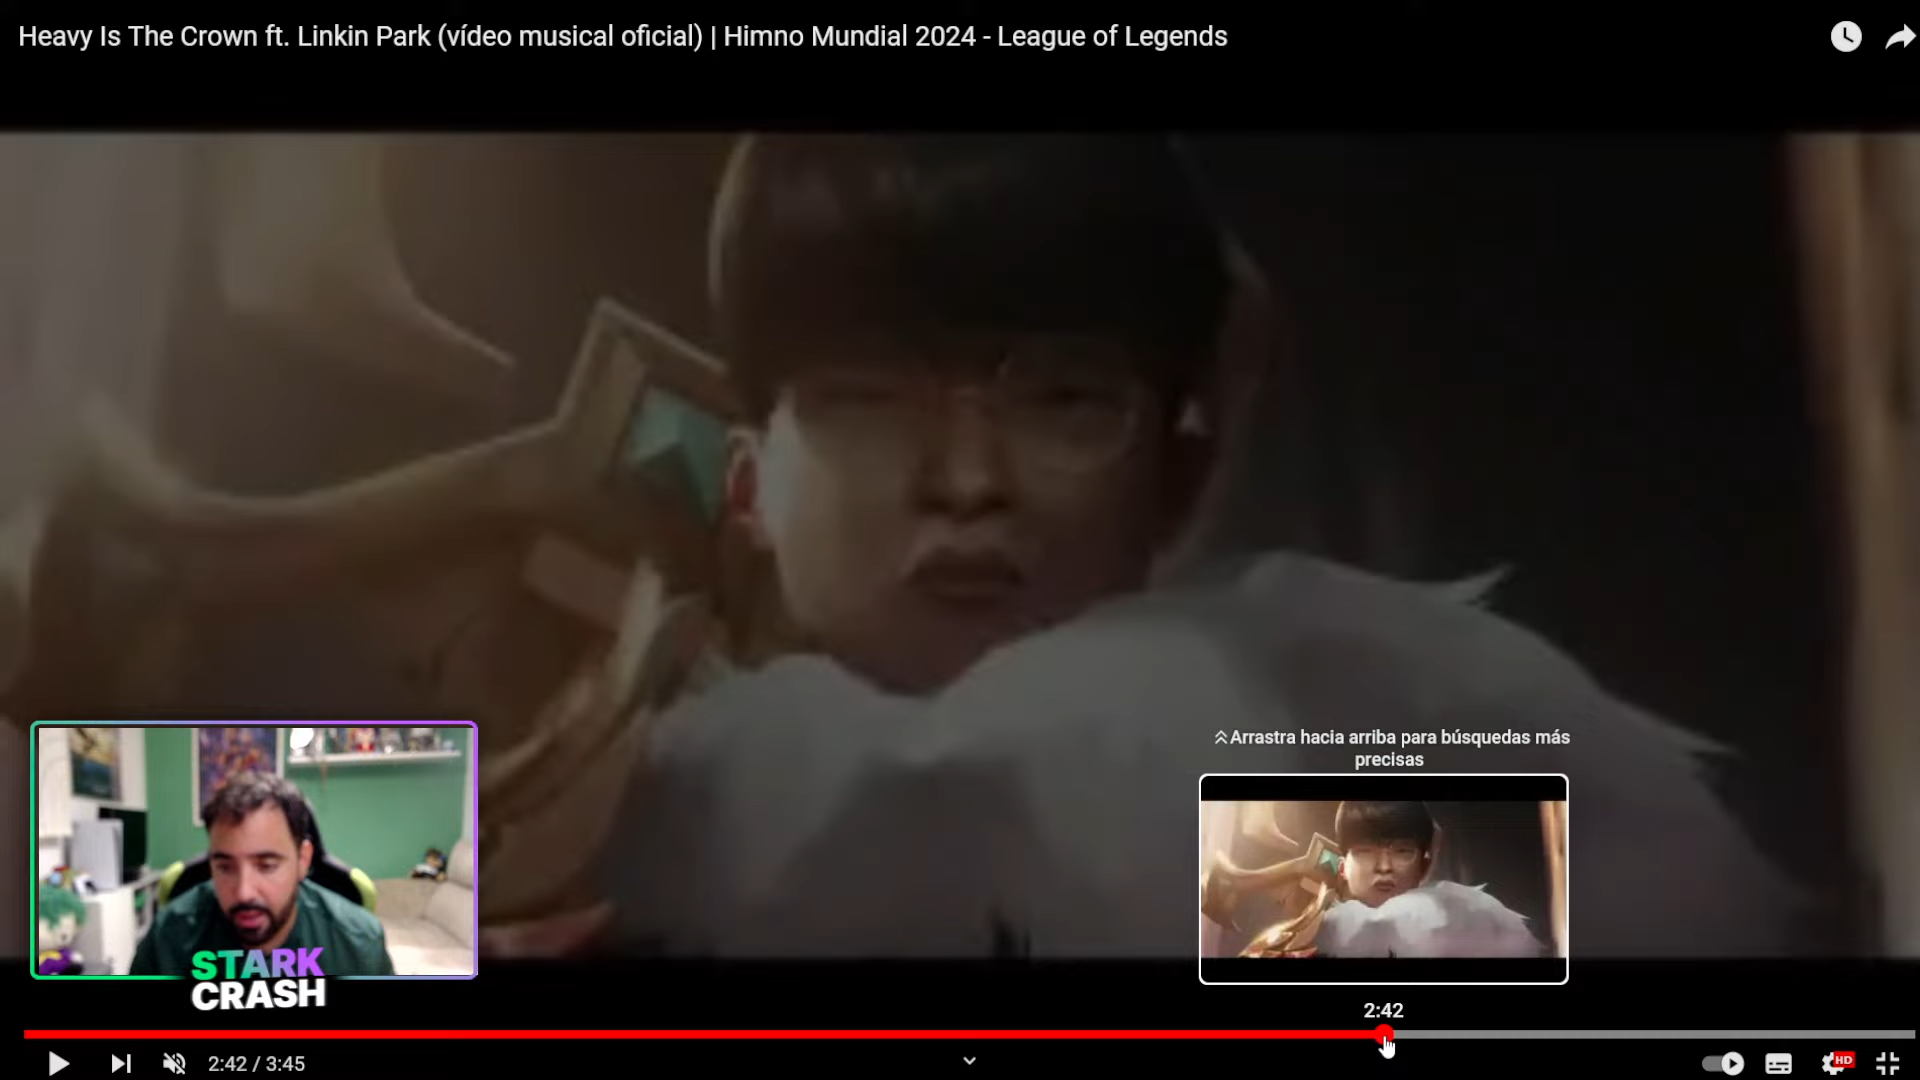 Heavy Is The Crown ft. Linkin Park (vídeo musical oficial) | Himno Mundial 2024 - League of Legends
Arrastra hacia arriba para búsquedas más
precisas
STARK
CRASH
2:42
2:42 / 3:45
HD